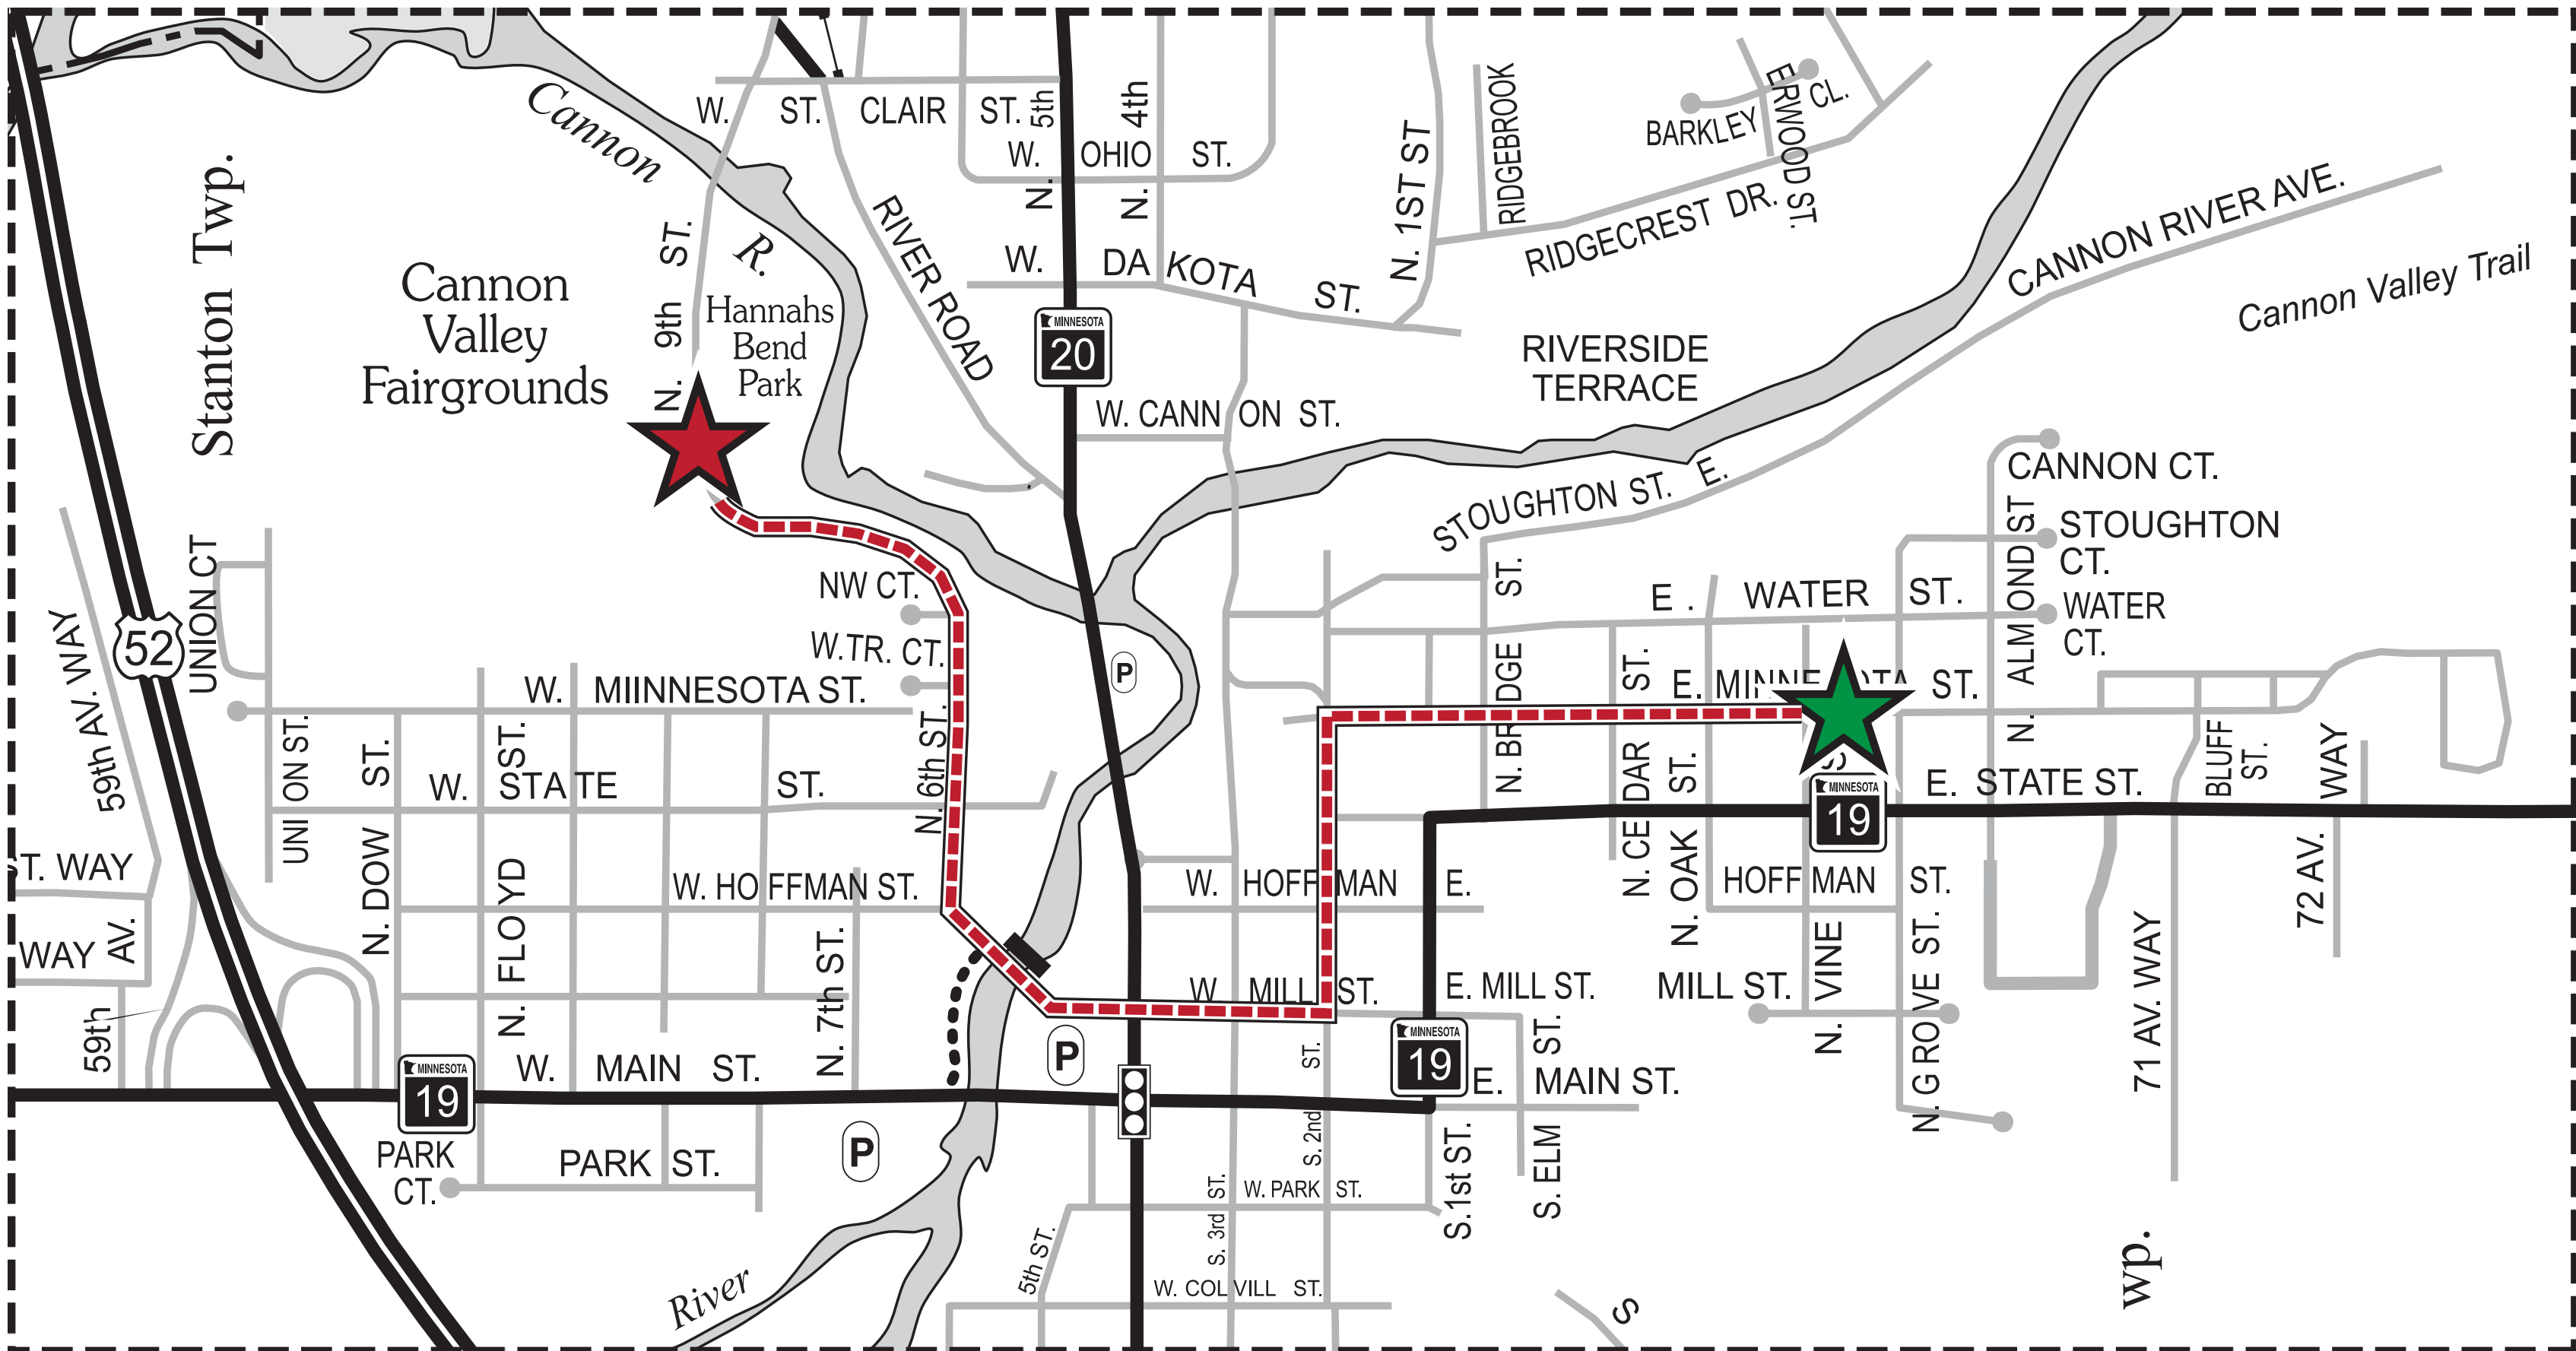 Cannon
R.
W. ST. CLAIR ST.
N. 5th
N. 4th
W. OHIO ST.
N. 1ST ST
RIDGEBROOK
BARKLEY CL.
ERWOOD ST.
RIDGECREST DR.
CANNON RIVER AVE.
Cannon Valley Trail
Stanton Twp.
Cannon
Valley
Fairgrounds
N. 9th ST.
Hannahs
Bend
Park
RIVER ROAD
W. DAKOTA ST.
MINNESOTA
20
W. CANNON ST.
RIVERSIDE
TERRACE
STOUGHTON ST. E.
CANNON CT.
STOUGHTON
CT.
WATER
CT.
N. ALMOND ST
E. WATER ST.
59th AV. WAY
52
UNION CT
NW CT.
W.TR. CT.
P
W. MINNESOTA ST.
N. 6th ST.
N. BRIDGE ST.
N. CEDAR ST.
N. OAK ST.
E. MINNESOTA ST.
S
UNION ST.
N. DOW ST.
N. FLOYD ST.
W. STATE ST.
MINNESOTA
19
E. STATE ST.
BLUFF
ST.
72 AV. WAY
ST. WAY
WAY AV.
59th
W. HOFFMAN ST.
N. 7th ST.
W. HOFFMAN E.
HOFFMAN ST.
N. VINE
N. GROVE ST.
71 AV. WAY
W. MILL ST.
E. MILL ST.
MILL ST.
MINNESOTA
19
W. MAIN ST.
P
MINNESOTA
19
E. MAIN ST.
PARK
CT.
PARK ST.
P
S. 2nd ST.
S. 3rd ST.
W. PARK ST.
S. 1st ST.
S. ELM ST.
5th ST.
W. COLVILL ST.
River
S
wp.